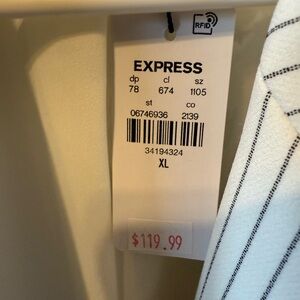 RFID
EXPRESS
dp cl sz
78 674 1105
st co
06746936 2139
34194324
XL
$119.99